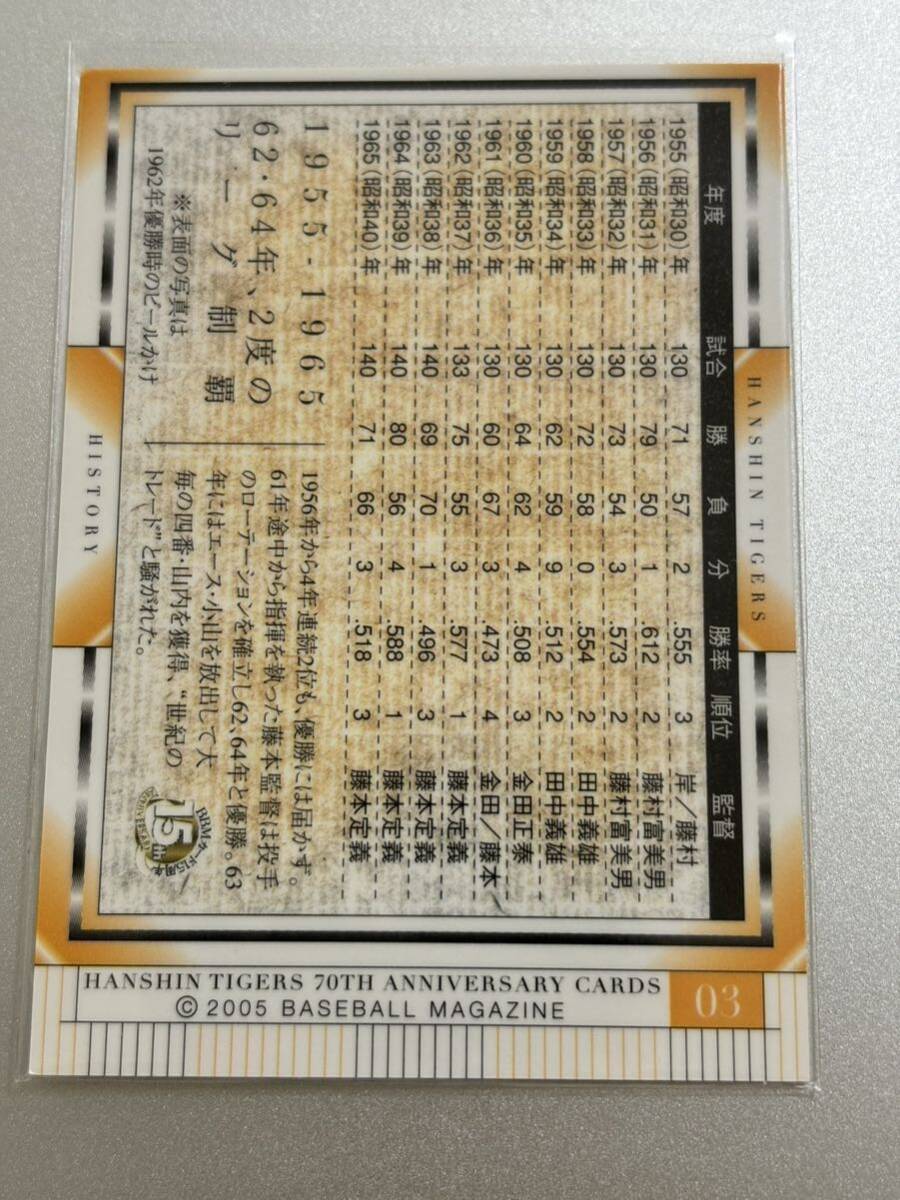 HANSHIN TIGERS
年度 試合 勝 負 分 勝率 順位 監督
1955(昭和30)年 130 71 57 2 .555 3 岸/藤村
1956(昭和31)年 130 79 50 1 .612 2 藤村富美男
1957(昭和32)年 130 73 54 3 .573 2 藤村富美男
1958(昭和33)年 130 72 58 0 .554 2 田中義雄
1959(昭和34)年 130 62 59 9 .512 2 田中義雄
1960(昭和35)年 130 64 62 4 .508 3 金田正泰
1961(昭和36)年 130 60 67 3 .473 4 金田/藤本
1962(昭和37)年 133 75 55 3 .577 1 藤本定義
1963(昭和38)年 140 69 70 1 .496 3 藤本定義
1964(昭和39)年 140 80 56 4 .588 1 藤本定義
1965(昭和40)年 140 71 66 3 .518 3 藤本定義
1955-1965
62・64年、2度の
リーグ制覇
※表面の写真は
1962年優勝時のビールかけ
1956年から4年連続2位も、優勝には届かず。
61年途中から指揮を執った藤本監督は投手
のローテーションを確立し62、64年と優勝。63
年にはエース・小山を放出して大
毎の四番・山内を獲得、“世紀の
トレード”と騒がれた。
BBMカード15周年
15th
ANNIVERSARY
HISTORY
HANSHIN TIGERS 70TH ANNIVERSARY CARDS
© 2005 BASEBALL MAGAZINE
03